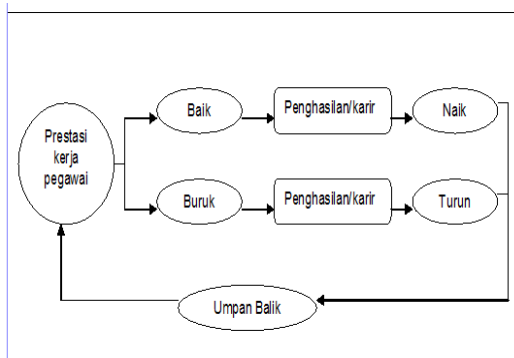 Prestasi
kerja
pegawai
Baik
Penghasilan/karir
Naik
Buruk
Penghasilan/karir
Turun
Umpan Balik